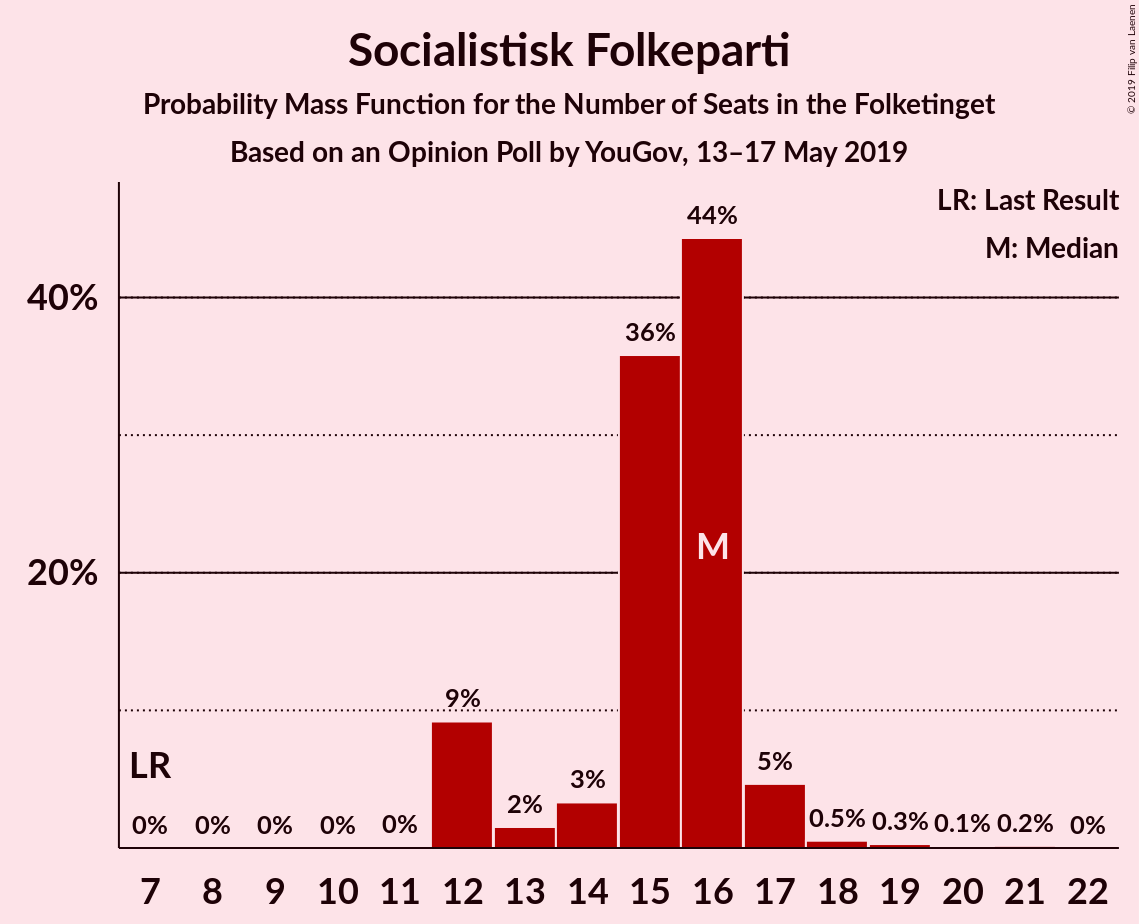 Socialistisk Folkeparti
Probability Mass Function for the Number of Seats in the Folketinget
Based on an Opinion Poll by YouGov, 13–17 May 2019
© 2019 Filip van Laenen
LR: Last Result
M: Median
40%
20%
44%
36%
M
9%
LR
5%
3%
2%
0% 0% 0% 0% 0% 0.5% 0.3% 0.1% 0.2% 0%
7 8 9 10 11 12 13 14 15 16 17 18 19 20 21 22